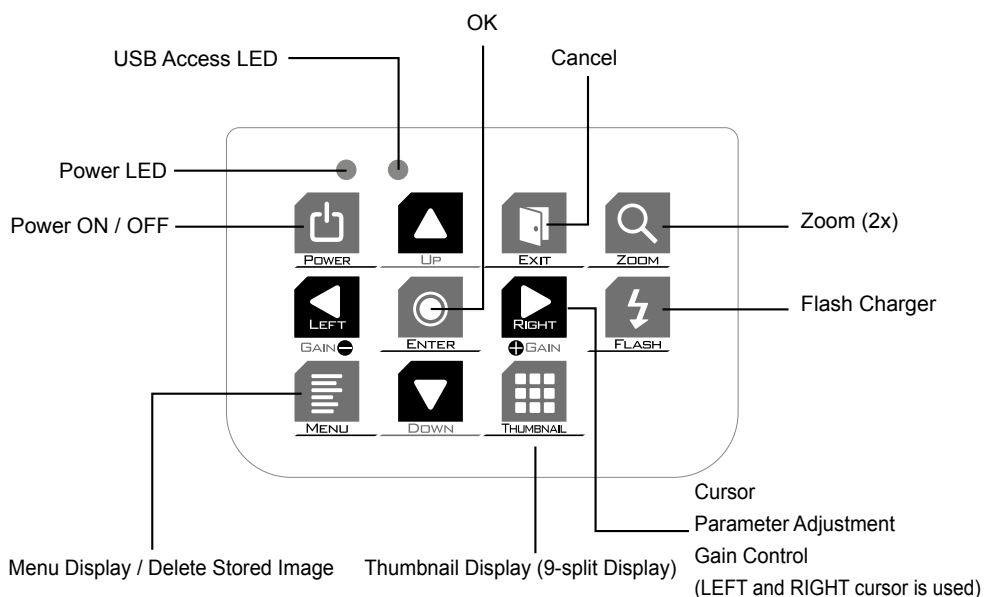 OK
USB Access LED
Cancel
Power LED
Power ON / OFF
Zoom (2x)
POWER
UP
EXIT
ZOOM
Flash Charger
LEFT
RIGHT
GAIN
ENTER
GAIN
FLASH
MENU
DOWN
THUMBNAIL
Cursor
Parameter Adjustment
Gain Control
(LEFT and RIGHT cursor is used)
Menu Display / Delete Stored Image
Thumbnail Display (9-split Display)